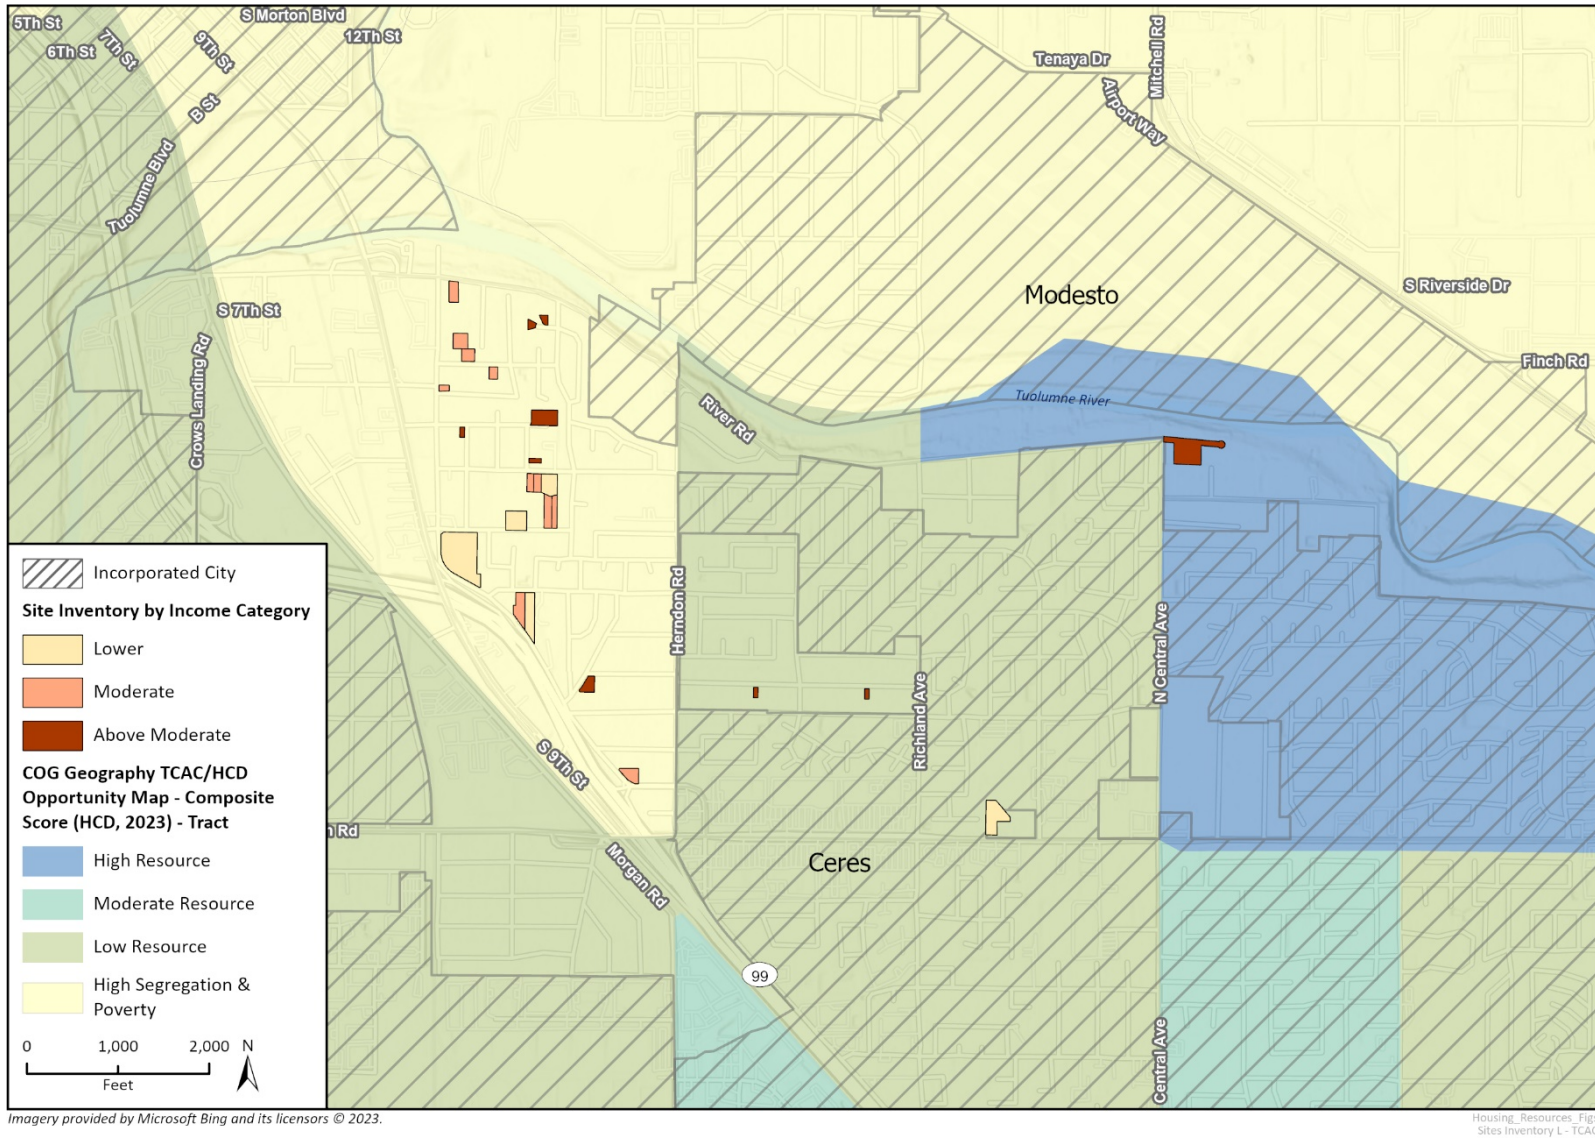 5Th St
6Th St
7Th St
9Th St
S Morton Blvd
12Th St
B St
Tuolumne Blvd
Tenaya Dr
Mitchell Rd
Airport Way
Modesto
S Riverside Dr
Finch Rd
S 7Th St
Crows Landing Rd
River Rd
Tuolumne River
Herndon Rd
Richland Ave
N Central Ave
S 9Th St
Morgan Rd
Ceres
99
Central Ave
Incorporated City
Site Inventory by Income Category
Lower
Moderate
Above Moderate
COG Geography TCAC/HCD
Opportunity Map - Composite
Score (HCD, 2023) - Tract
High Resource
Moderate Resource
Low Resource
High Segregation &
Poverty
0 1,000 2,000
Feet
N
Rd
Imagery provided by Microsoft Bing and its licensors © 2023.
Housing_Resources_Figs
Sites Inventory L - TCA